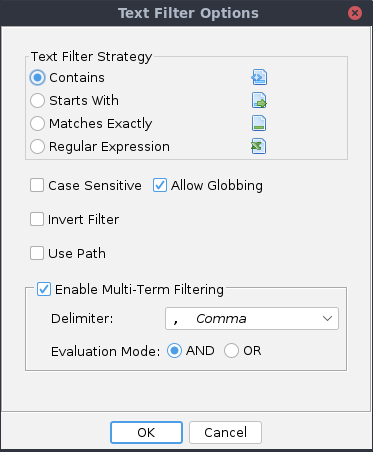 Text Filter Options
Text Filter Strategy
Contains
Starts With
Matches Exactly
Regular Expression
Case Sensitive Allow Globbing
Invert Filter
Use Path
Enable Multi-Term Filtering
Delimiter: , Comma
Evaluation Mode: AND OR
OK Cancel